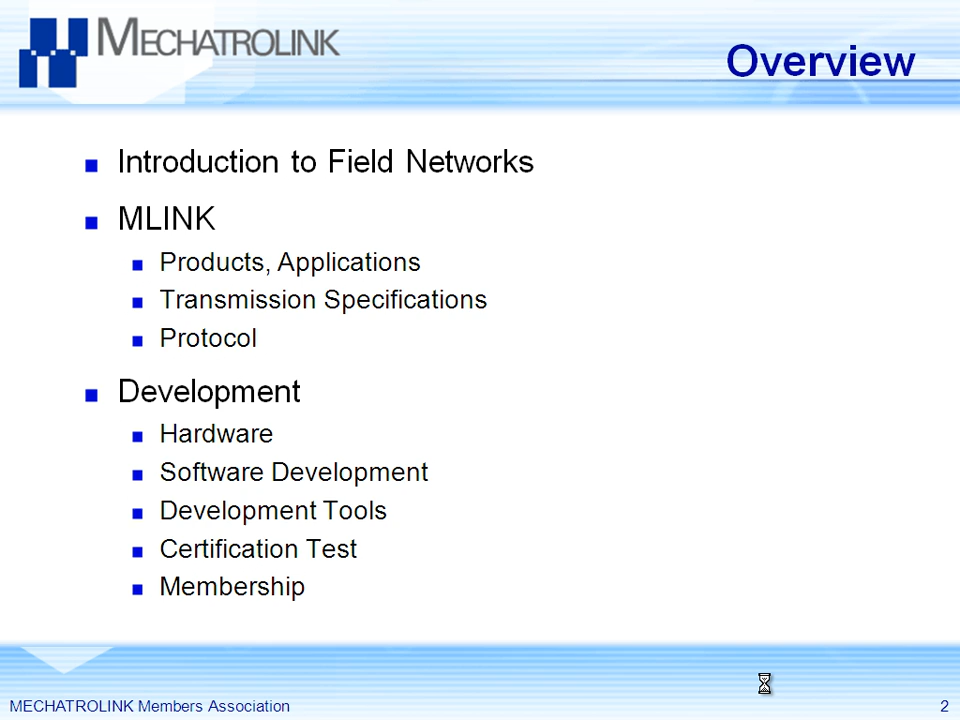 MECHATROLINK
Overview
Introduction to Field Networks
MLINK
Products, Applications
Transmission Specifications
Protocol
Development
Hardware
Software Development
Development Tools
Certification Test
Membership
MECHATROLINK Members Association
2